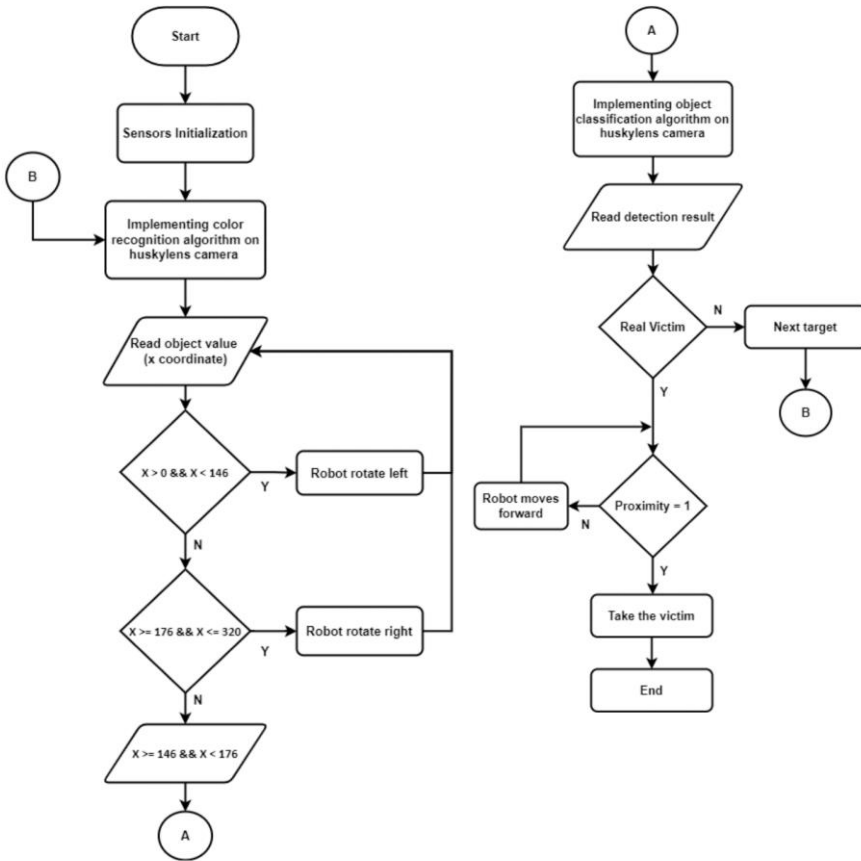 Start
Sensors Initialization
B
Implementing color
recognition algorithm on
huskylens camera
Read object value
(x coordinate)
X > 0 && X < 146
Y
Robot rotate left
N
X >= 176 && X <= 320
Y
Robot rotate right
N
X >= 146 && X < 176
A
A
Implementing object
classification algorithm on
huskylens camera
Read detection result
Real Victim
N
Next target
B
Y
Proximity = 1
N
Robot moves
forward
Y
Take the victim
End